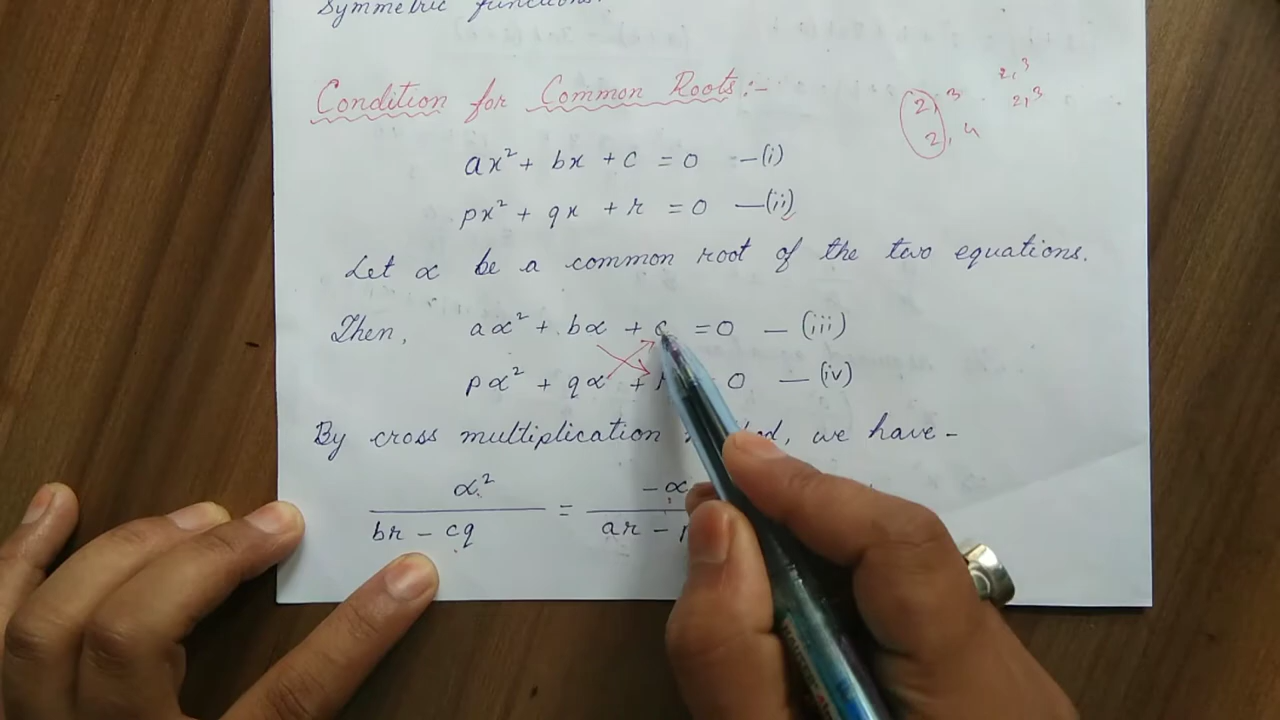 Symmetric functions.
Condition for Common Roots:-
2,3
2,3
2,3
2,4
ax² + bx + c = 0 —(i)
px² + qx + r = 0 —(ii)
Let α be a common root of the two equations.
Then, aα² + bα + c = 0 — (iii)
pα² + qα + 0 — (iv)
By cross multiplication we have -
α² / br - cq = -α / ar -